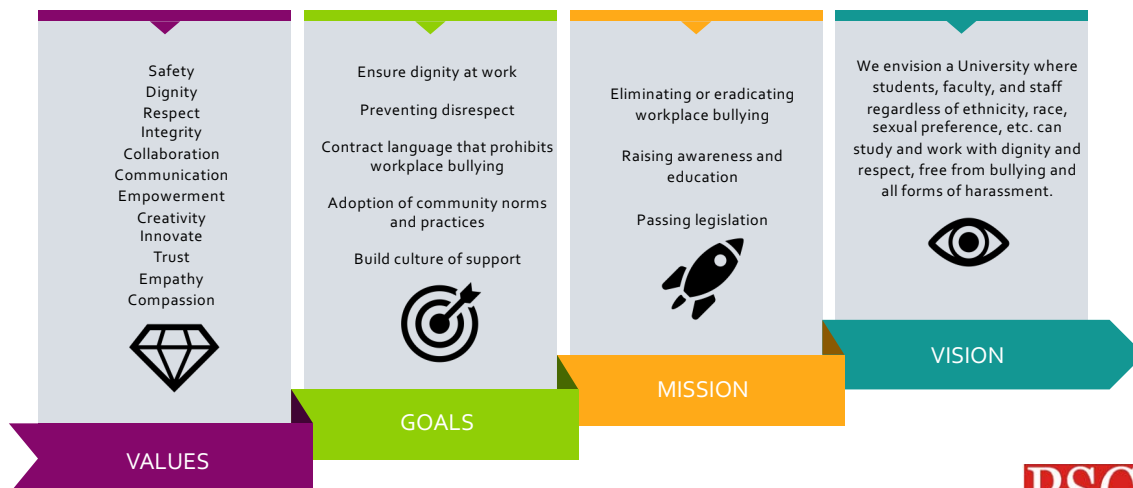 Safety
Dignity
Respect
Integrity
Collaboration
Communication
Empowerment
Creativity
Innovate
Trust
Empathy
Compassion
VALUES
Ensure dignity at work
Preventing disrespect
Contract language that prohibits
workplace bullying
Adoption of community norms
and practices
Build culture of support
GOALS
Eliminating or eradicating
workplace bullying
Raising awareness and
education
Passing legislation
MISSION
We envision a University where
students, faculty, and staff
regardless of ethnicity, race,
sexual preference, etc. can
study and work with dignity and
respect, free from bullying and
all forms of harassment.
VISION